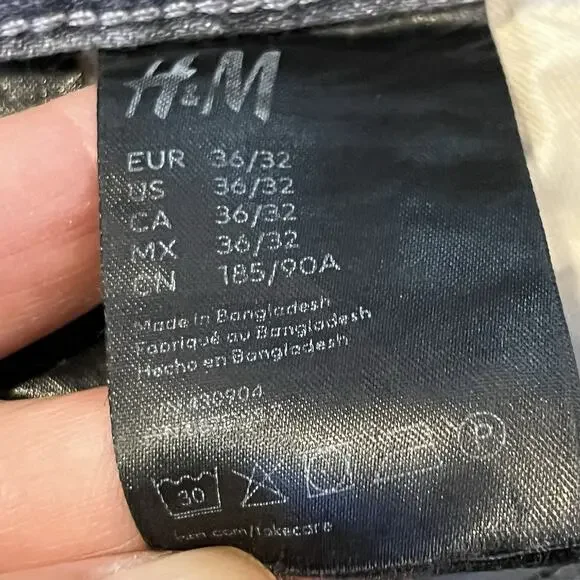 H&M
EUR 36/32
US 36/32
CA 36/32
MX 36/32
CN 185/90A
Made in Bangladesh
Fabriqué au Bangladesh
Hecho en Bangladesh
30
P
hm.com/takecare